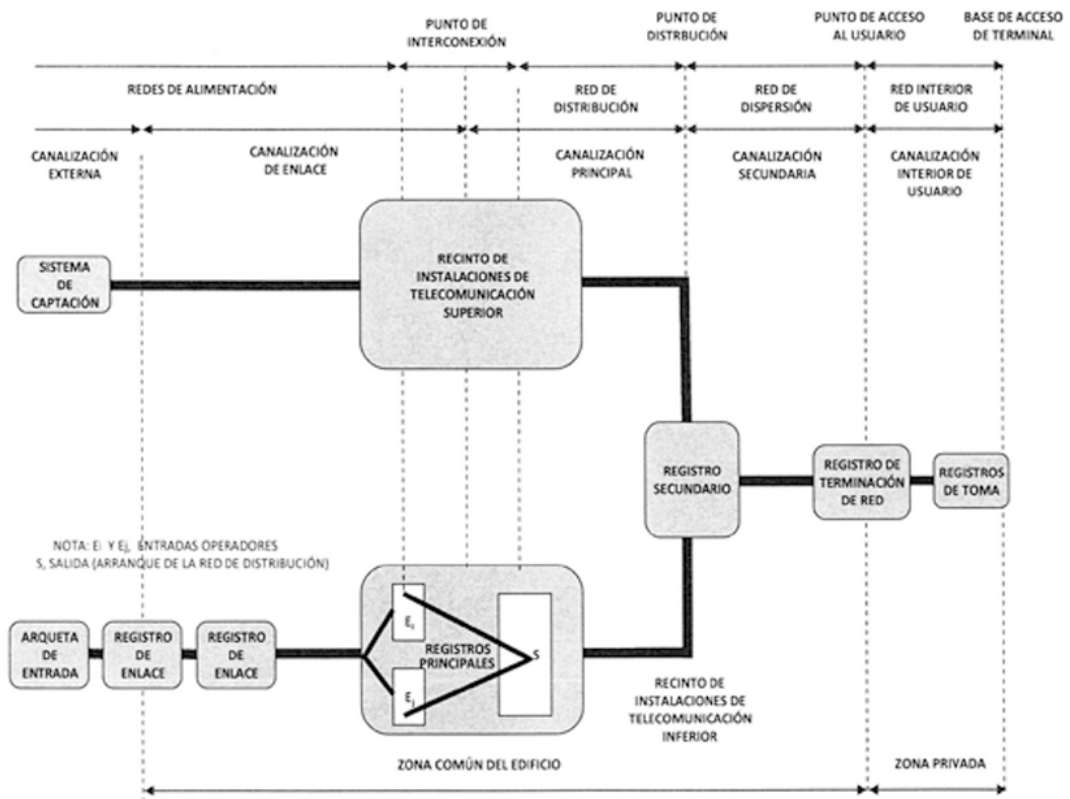 PUNTO DE
INTERCONEXIÓN
PUNTO DE
DISTRBUCIÓN
PUNTO DE ACCESO
AL USUARIO
BASE DE ACCESO
DE TERMINAL
REDES DE ALIMENTACIÓN
RED DE
DISTRIBUCIÓN
RED DE
DISPERSIÓN
RED INTERIOR
DE USUARIO
CANALIZACIÓN
EXTERNA
CANALIZACIÓN
DE ENLACE
CANALIZACIÓN
PRINCIPAL
CANALIZACIÓN
SECUNDARIA
CANALIZACIÓN
INTERIOR DE
USUARIO
SISTEMA
DE
CAPTACIÓN
RECINTO DE
INSTALACIONES DE
TELECOMUNICACIÓN
SUPERIOR
REGISTRO
SECUNDARIO
REGISTRO DE
TERMINACIÓN
DE RED
REGISTROS
DE TOMA
NOTA: Ei Y Ej, ENTRADAS OPERADORES
S, SALIDA (ARRANQUE DE LA RED DE DISTRIBUCIÓN)
ARQUETA
DE
ENTRADA
REGISTRO
DE
ENLACE
REGISTRO
DE
ENLACE
Ei
REGISTROS
PRINCIPALES
S
Ej
RECINTO DE
INSTALACIONES DE
TELECOMUNICACIÓN
INFERIOR
ZONA COMÚN DEL EDIFICIO
ZONA PRIVADA